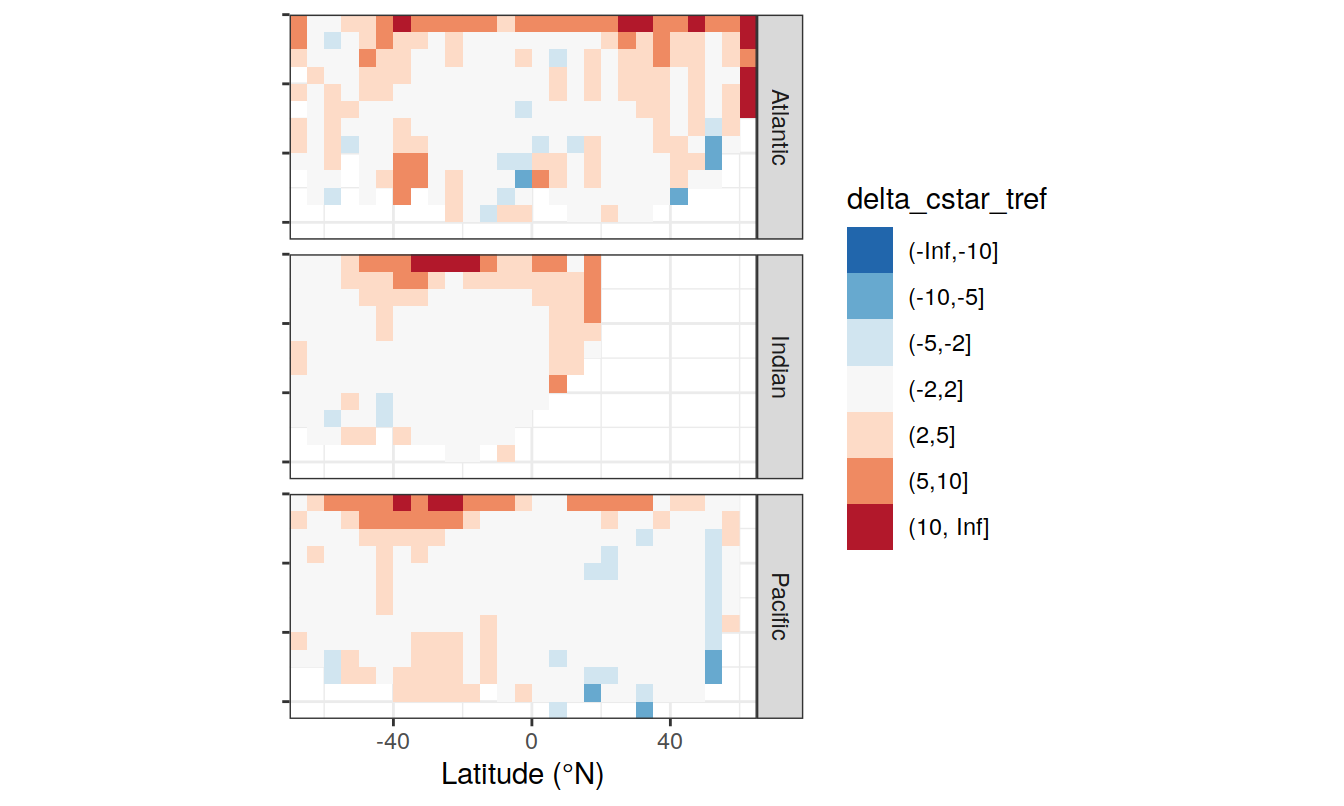 Atlantic
Indian
Pacific
-40 0 40
Latitude (°N)
delta_cstar_tref
(-Inf,-10]
(-10,-5]
(-5,-2]
(-2,2]
(2,5]
(5,10]
(10, Inf]